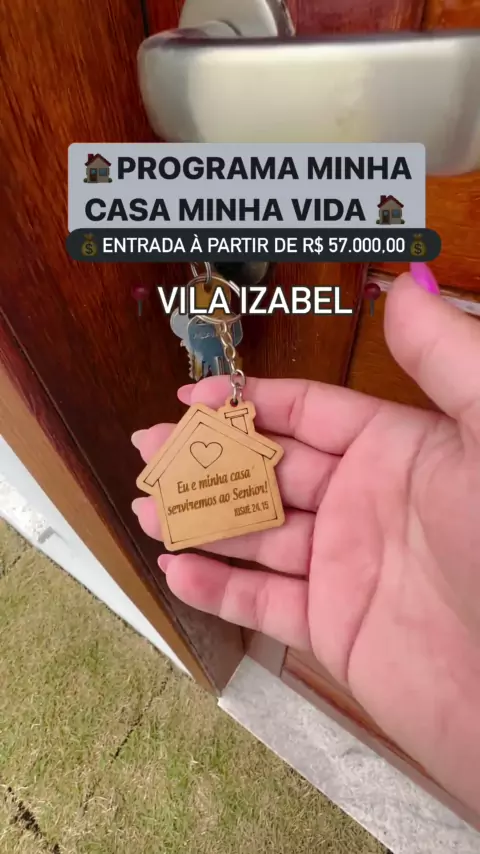 🏠PROGRAMA MINHA
CASA MINHA VIDA 🏠
💰 ENTRADA À PARTIR DE R$ 57.000,00 💰
📍VILA IZABEL📍
Eu e minha casa
serviremos ao Senhor!
JOSUÉ 24, 15